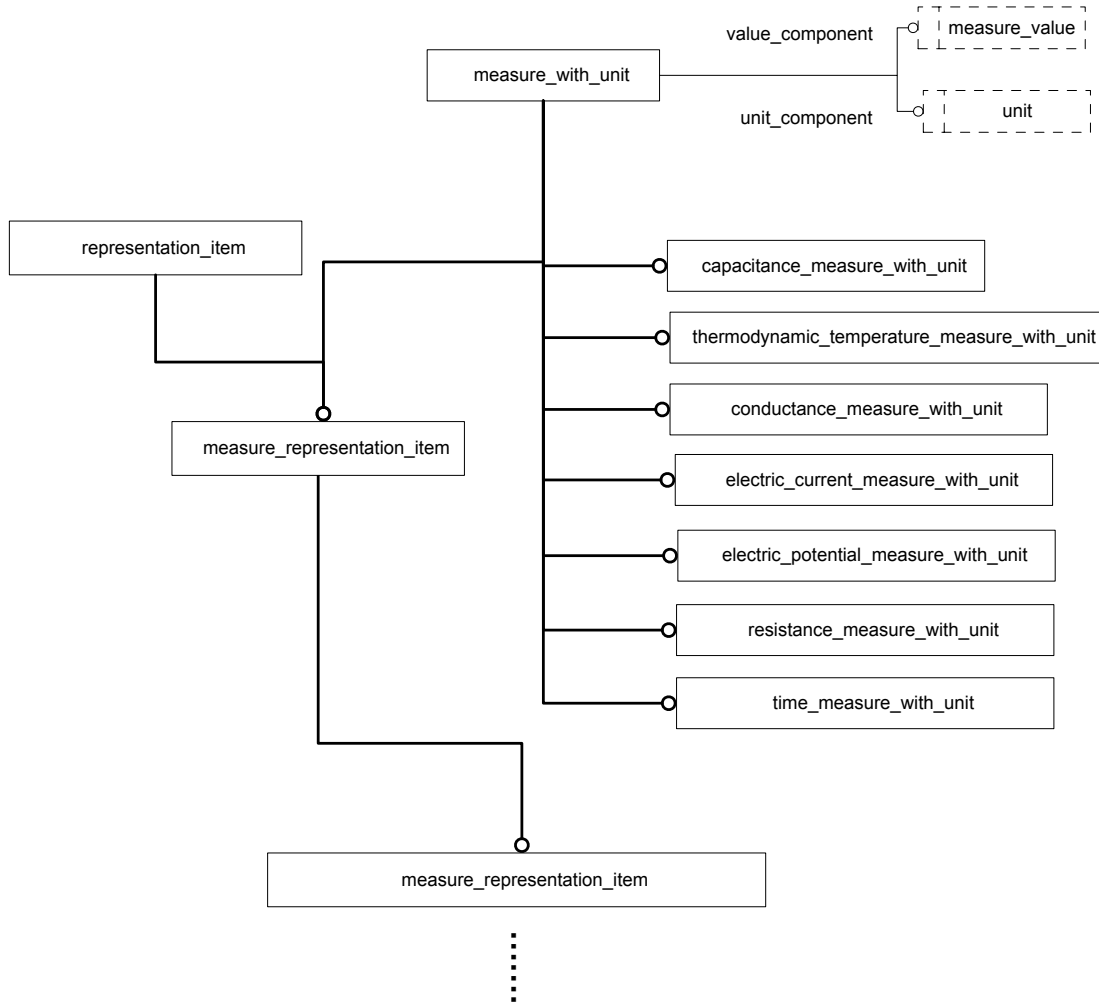 measure_value
value_component
measure_with_unit
unit_component
unit
representation_item
capacitance_measure_with_unit
thermodynamic_temperature_measure_with_unit
conductance_measure_with_unit
measure_representation_item
electric_current_measure_with_unit
electric_potential_measure_with_unit
resistance_measure_with_unit
time_measure_with_unit
measure_representation_item